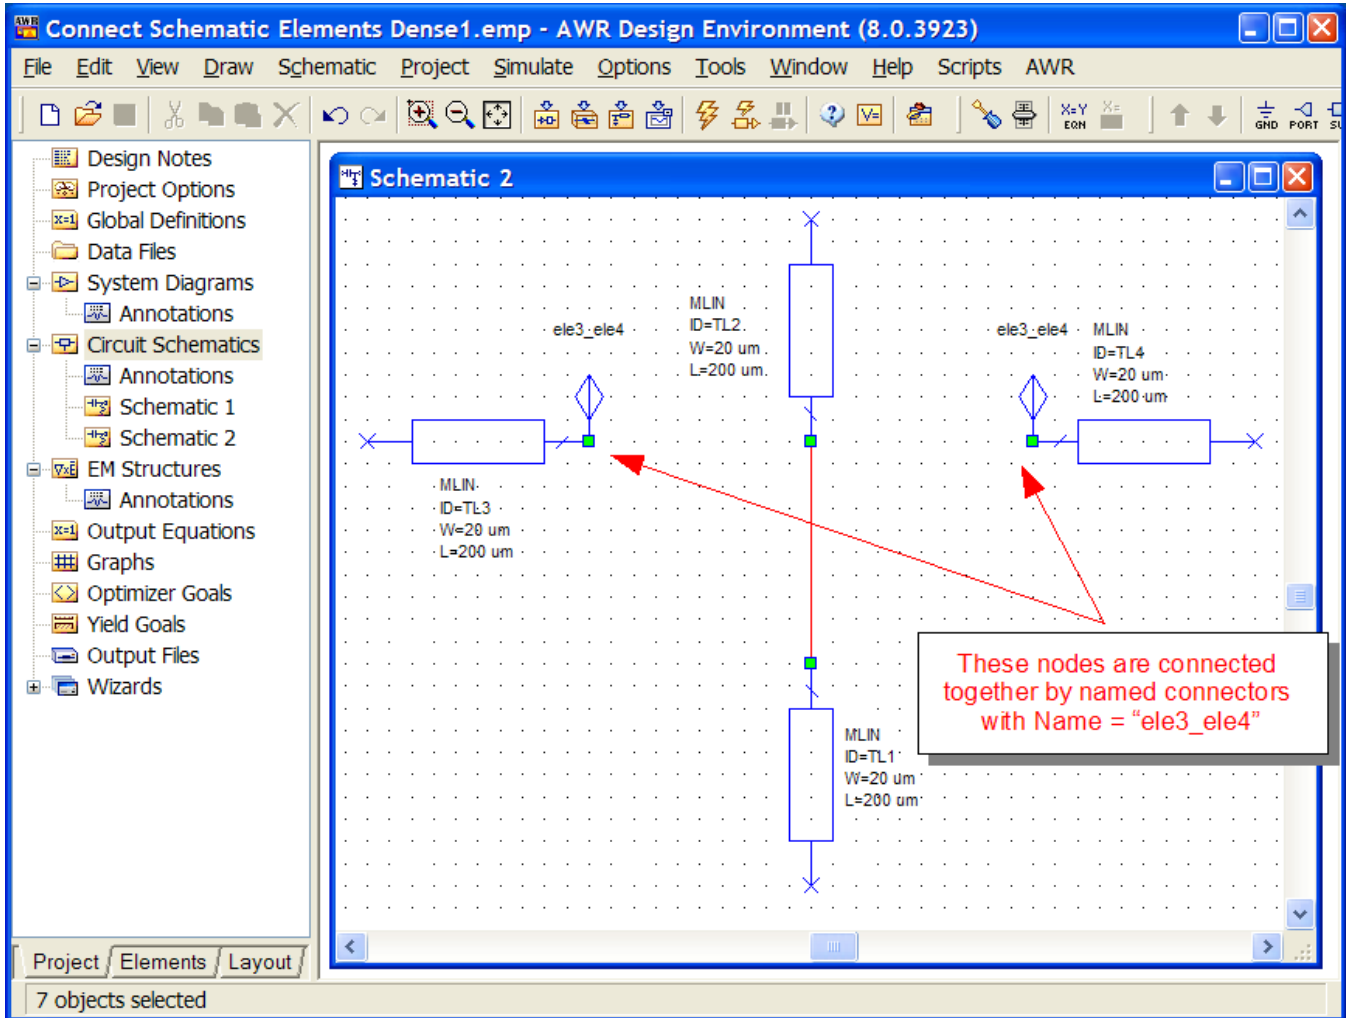 Connect Schematic Elements Dense1.emp - AWR Design Environment (8.0.3923)
File Edit View Draw Schematic Project Simulate Options Tools Window Help Scripts AWR
X=Y
EQN
X=
V=
GND PORT
Design Notes
Project Options
Global Definitions
Data Files
System Diagrams
Annotations
Circuit Schematics
Annotations
Schematic 1
Schematic 2
EM Structures
Annotations
Output Equations
Graphs
Optimizer Goals
Yield Goals
Output Files
Wizards
Project Elements Layout
7 objects selected
Schematic 2
ele3_ele4
MLIN
ID=TL2
W=20 um
L=200 um
ele3_ele4
MLIN
ID=TL4
W=20 um
L=200 um
MLIN
ID=TL3
W=20 um
L=200 um
These nodes are connected
together by named connectors
with Name = “ele3_ele4”
MLIN
ID=TL1
W=20 um
L=200 um